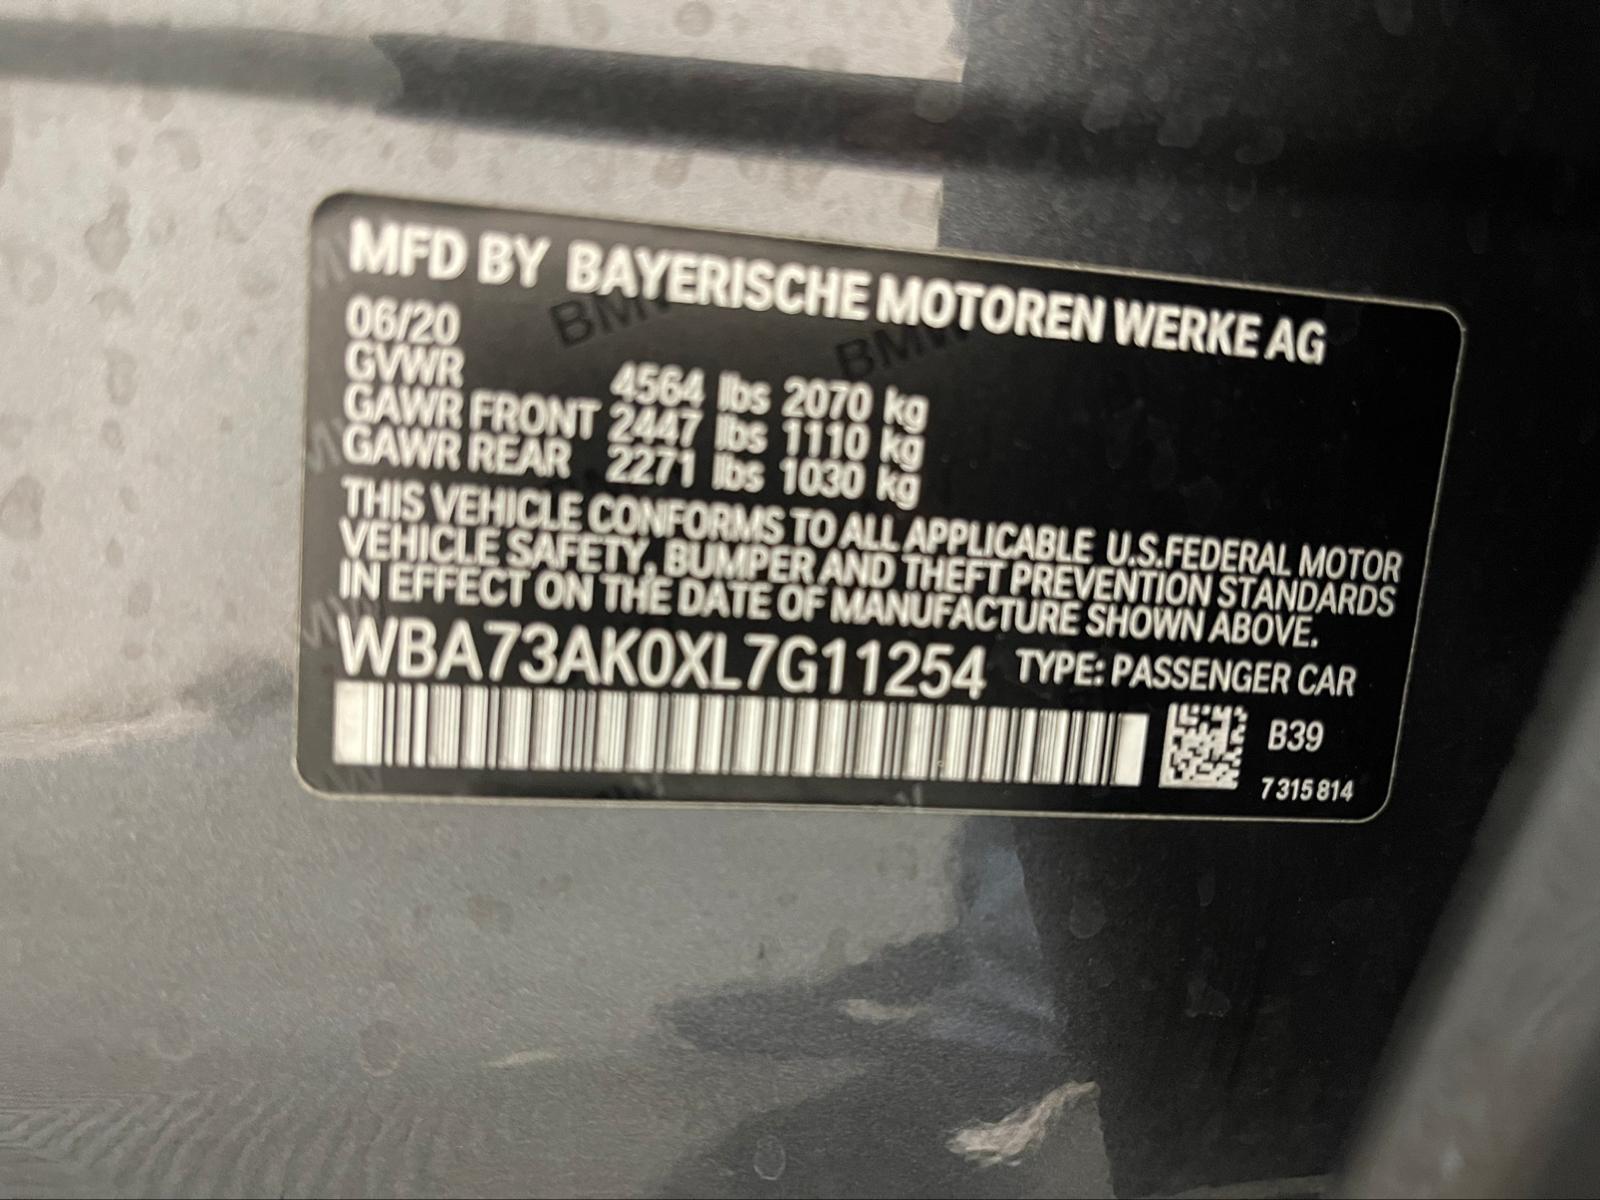 MFD BY BAYERISCHE MOTOREN WERKE AG
06/20
GVWR 4564 lbs 2070 kg
GAWR FRONT 2447 lbs 1110 kg
GAWR REAR 2271 lbs 1030 kg
THIS VEHICLE CONFORMS TO ALL APPLICABLE U.S.FEDERAL MOTOR
VEHICLE SAFETY, BUMPER AND THEFT PREVENTION STANDARDS
IN EFFECT ON THE DATE OF MANUFACTURE SHOWN ABOVE.
WBA73AK0XL7G11254 TYPE: PASSENGER CAR
B39
7 315 814
BMW
BMW